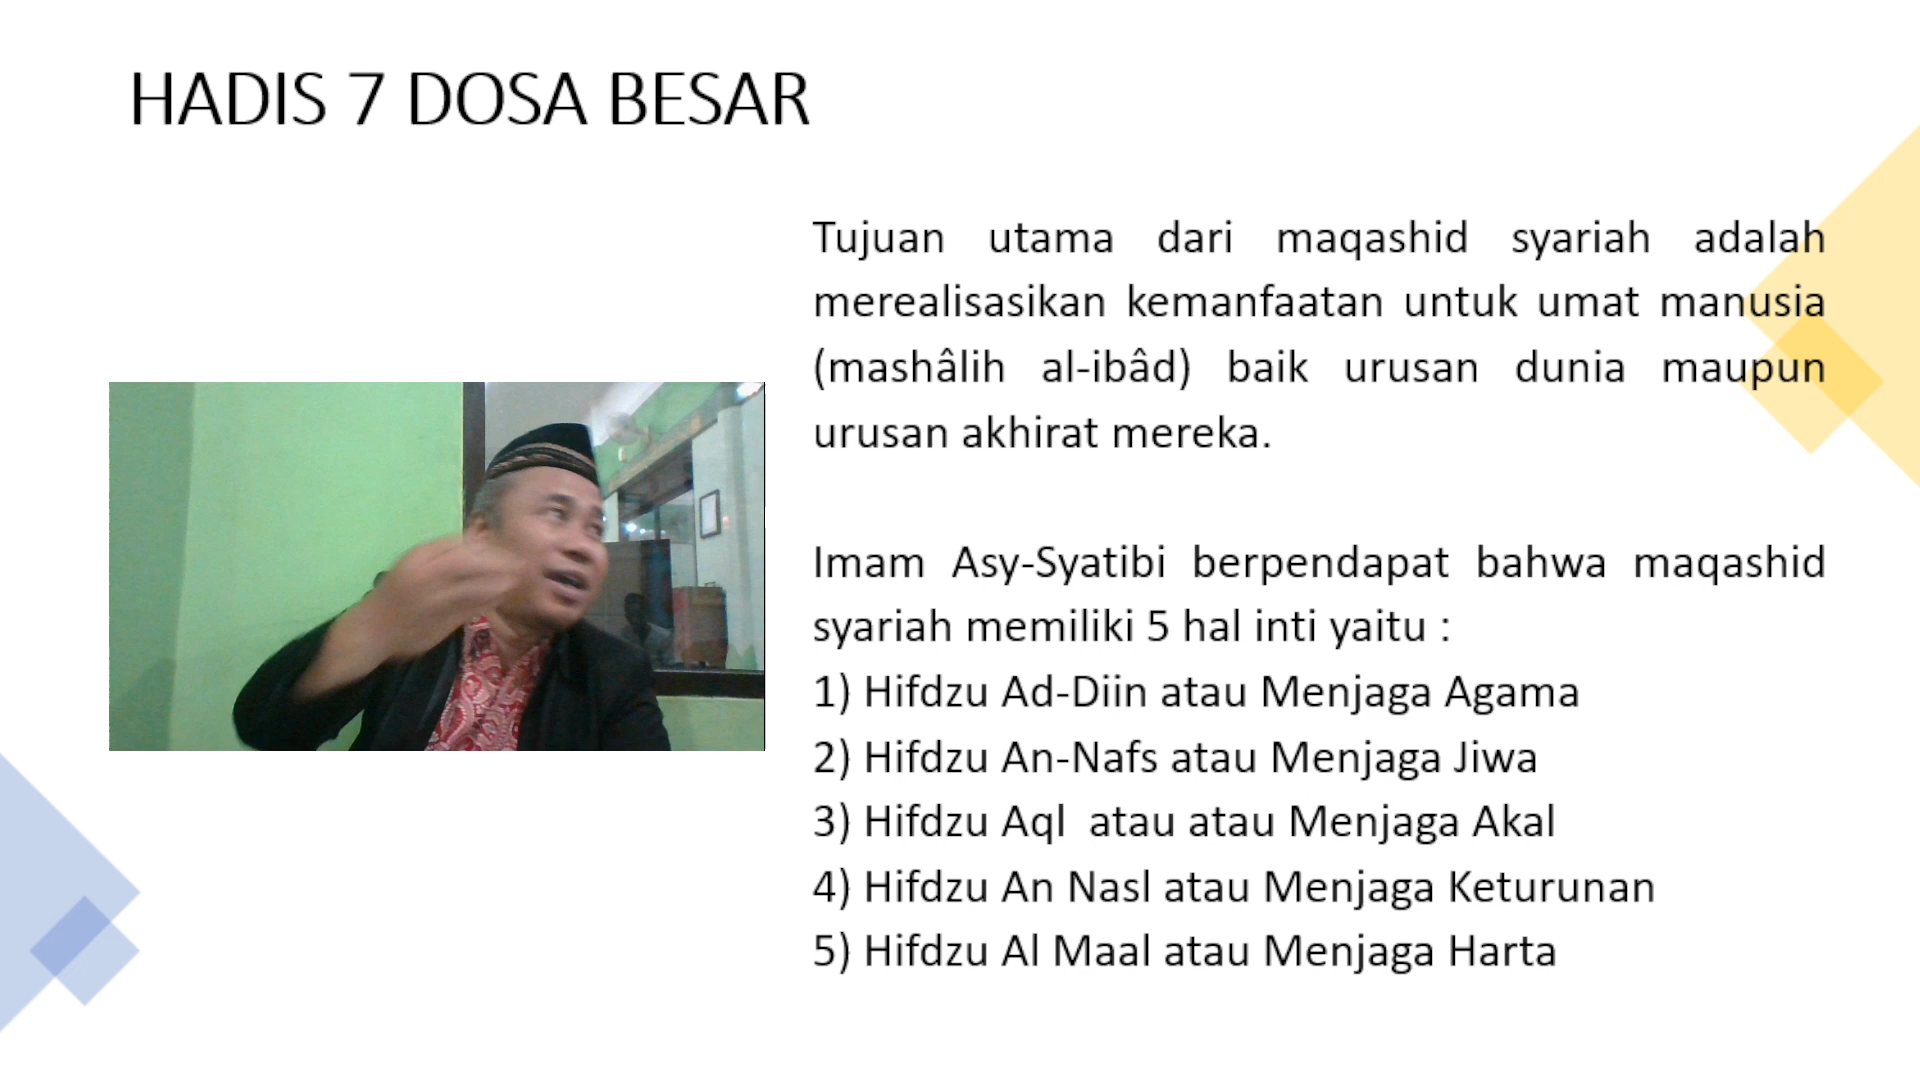 HADIS 7 DOSA BESAR
Tujuan utama dari maqashid syariah adalah
merealisasikan kemanfaatan untuk umat manusia
(mashâlih al-ibâd) baik urusan dunia maupun
urusan akhirat mereka.
Imam Asy-Syatibi berpendapat bahwa maqashid
syariah memiliki 5 hal inti yaitu :
1) Hifdzu Ad-Diin atau Menjaga Agama
2) Hifdzu An-Nafs atau Menjaga Jiwa
3) Hifdzu Aql  atau atau Menjaga Akal
4) Hifdzu An Nasl atau Menjaga Keturunan
5) Hifdzu Al Maal atau Menjaga Harta